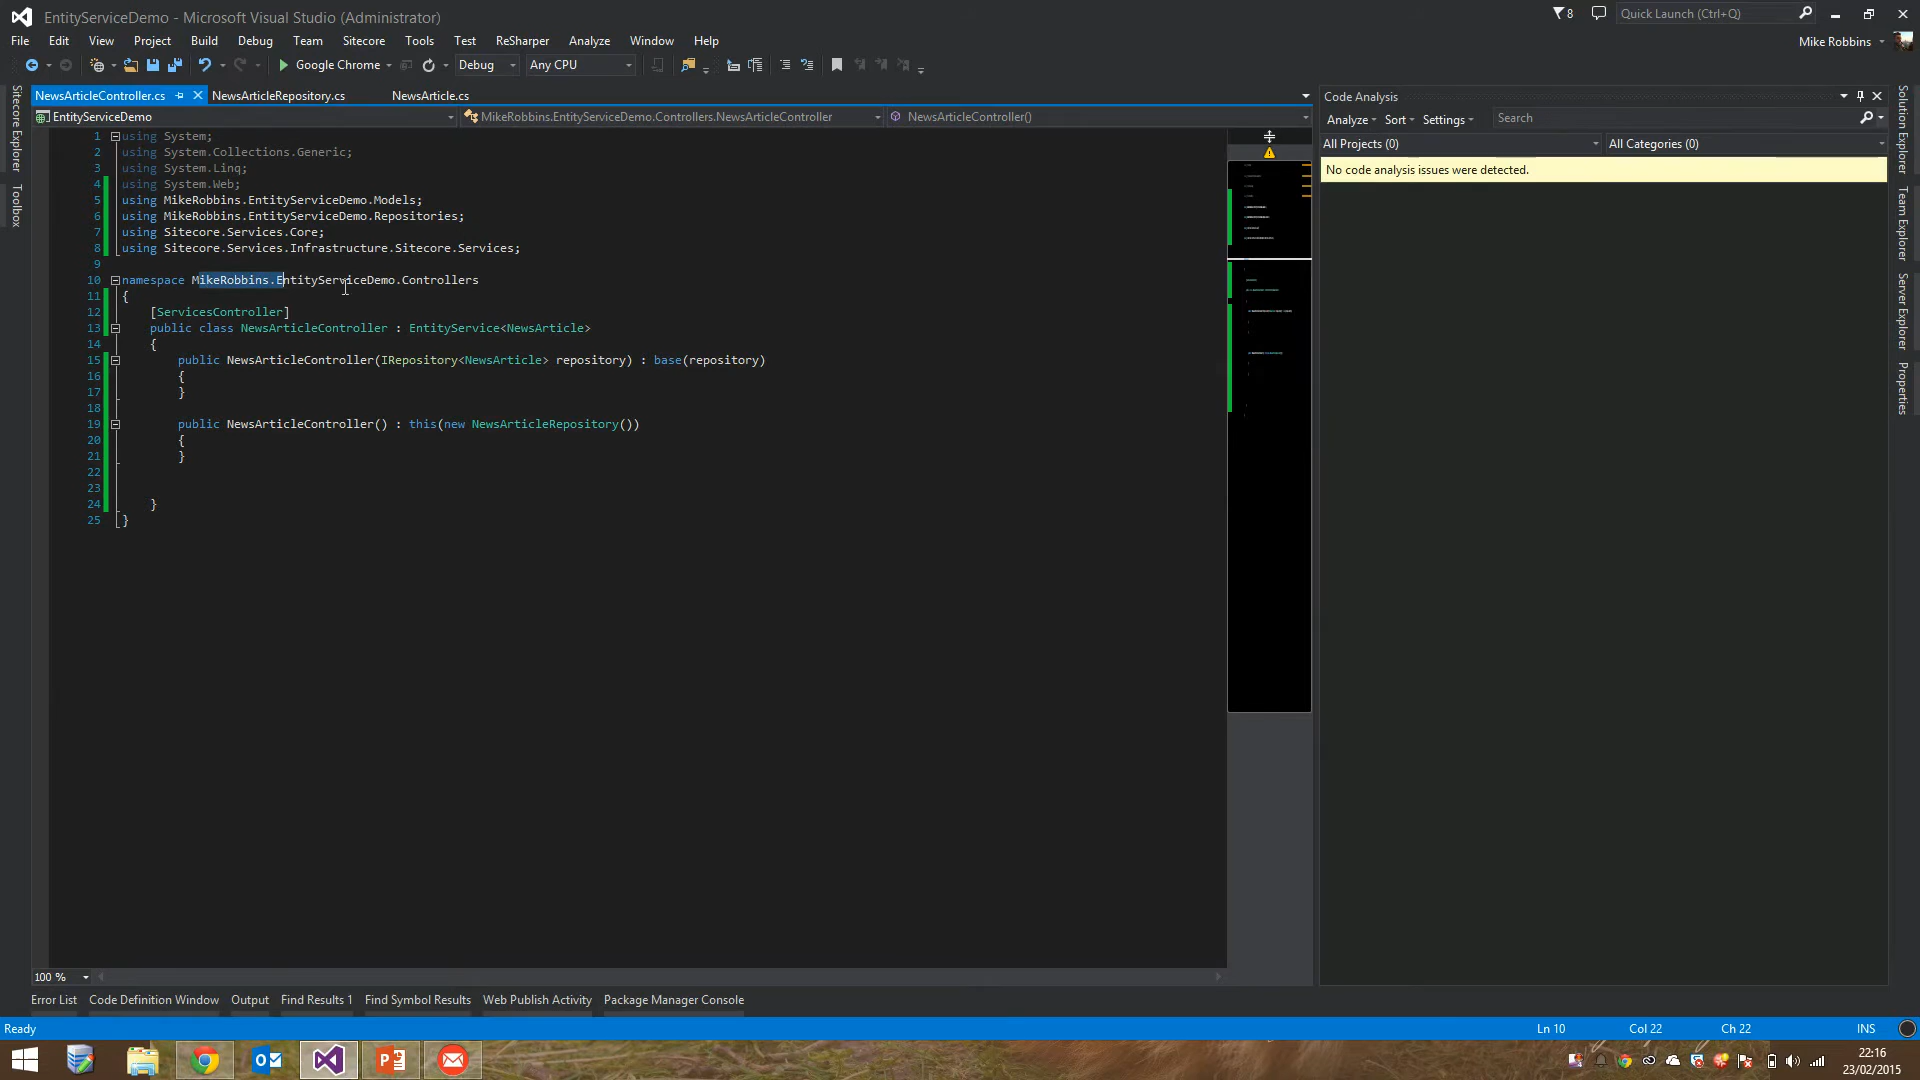 EntityServiceDemo - Microsoft Visual Studio (Administrator)
8
Quick Launch (Ctrl+Q)
File Edit View Project Build Debug Team Sitecore Tools Test ReSharper Analyze Window Help
Mike Robbins
Google Chrome
Debug
Any CPU
Sitecore Explorer
Toolbox
NewsArticleController.cs
NewsArticleRepository.cs
NewsArticle.cs
EntityServiceDemo
MikeRobbins.EntityServiceDemo.Controllers.NewsArticleController
NewsArticleController()
1 using System;
2 using System.Collections.Generic;
3 using System.Linq;
4 using System.Web;
5 using MikeRobbins.EntityServiceDemo.Models;
6 using MikeRobbins.EntityServiceDemo.Repositories;
7 using Sitecore.Services.Core;
8 using Sitecore.Services.Infrastructure.Sitecore.Services;
9
10 namespace MikeRobbins.EntityServiceDemo.Controllers
11 {
12 [ServicesController]
13 public class NewsArticleController : EntityService<NewsArticle>
14 {
15 public NewsArticleController(IRepository<NewsArticle> repository) : base(repository)
16 {
17 }
18
19 public NewsArticleController() : this(new NewsArticleRepository())
20 {
21 }
22
23
24 }
25 }
100 %
Code Analysis
Analyze Sort Settings Search
All Projects (0)
All Categories (0)
No code analysis issues were detected.
Solution Explorer
Team Explorer
Server Explorer
Properties
Error List Code Definition Window Output Find Results 1 Find Symbol Results Web Publish Activity Package Manager Console
Ready
Ln 10
Col 22
Ch 22
INS
22:16
23/02/2015